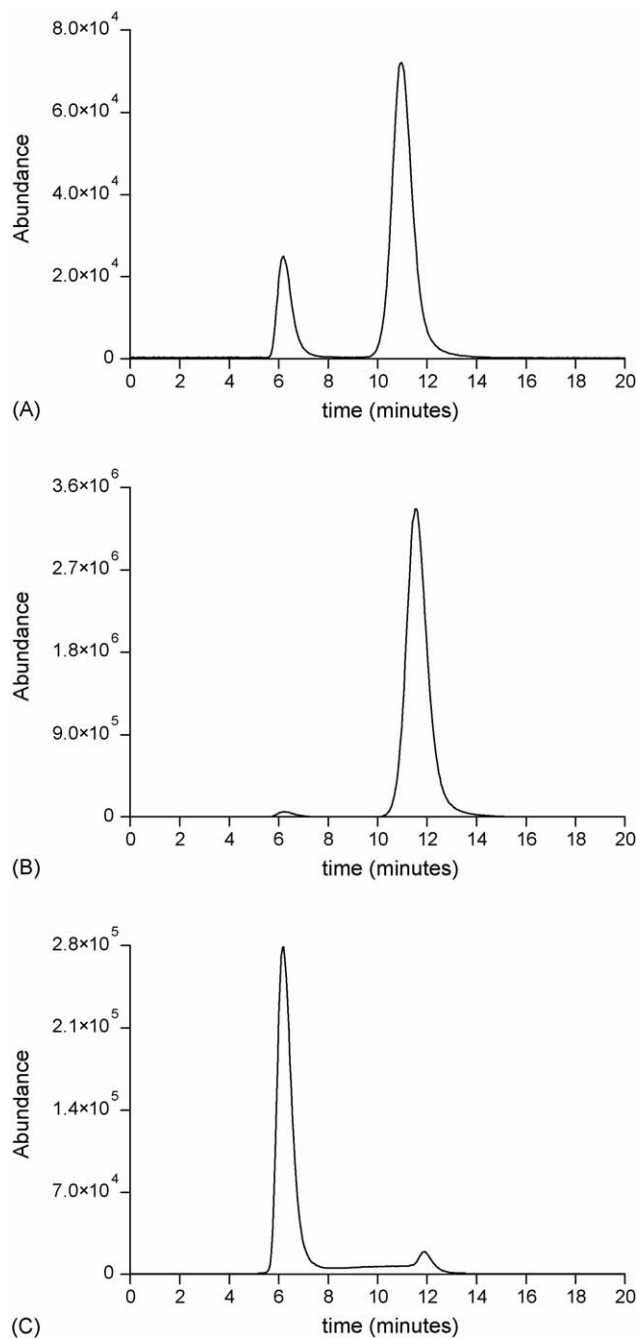 8.0×10⁴
6.0×10⁴
4.0×10⁴
2.0×10⁴
0
Abundance
0 2 4 6 8 10 12 14 16 18 20
time (minutes)
(A)
3.6×10⁶
2.7×10⁶
1.8×10⁶
9.0×10⁵
0
Abundance
0 2 4 6 8 10 12 14 16 18 20
time (minutes)
(B)
2.8×10⁵
2.1×10⁵
1.4×10⁵
7.0×10⁴
0
Abundance
0 2 4 6 8 10 12 14 16 18 20
time (minutes)
(C)